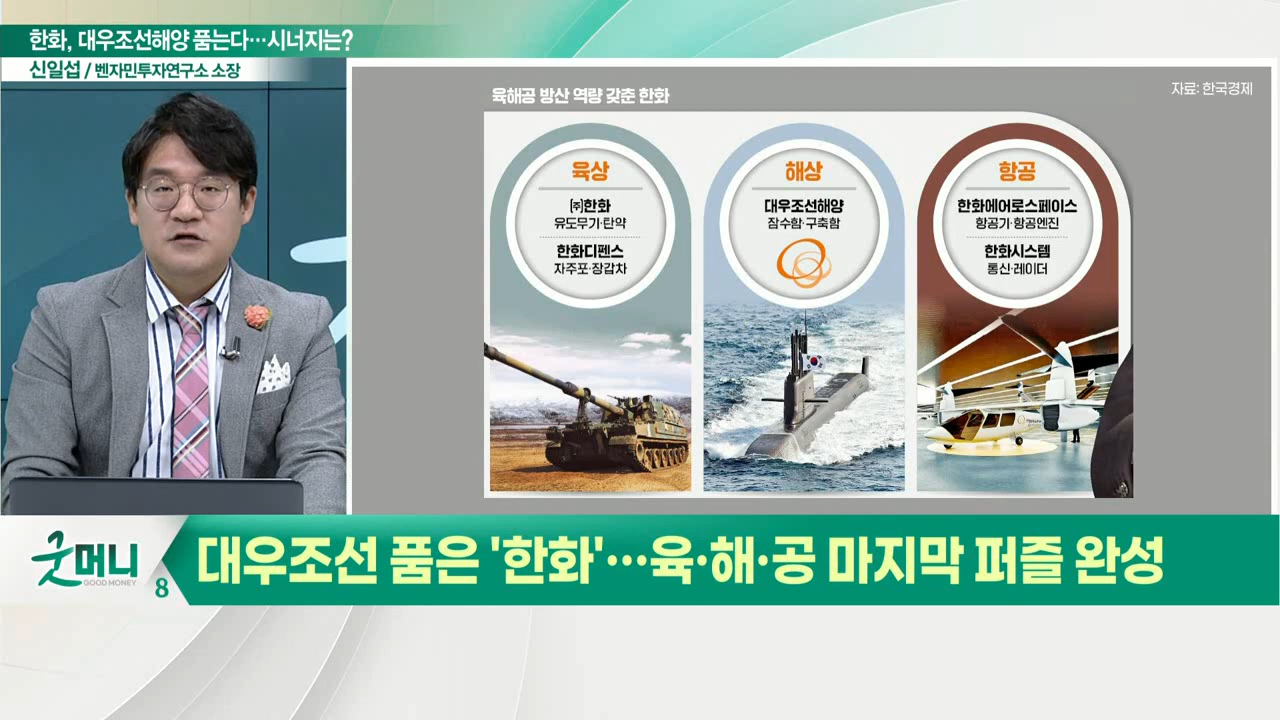 한화, 대우조선해양 품는다…시너지는?
신일섭 / 벤자민투자연구소 소장
육해공 방산 역량 갖춘 한화
자료: 한국경제
육상
㈜한화
유도무기·탄약
한화디펜스
자주포·장갑차
해상
대우조선해양
잠수함·구축함
항공
한화에어로스페이스
항공기·항공엔진
한화시스템
통신·레이더
굿머니
GOOD MONEY
8
대우조선 품은 '한화'…육·해·공 마지막 퍼즐 완성